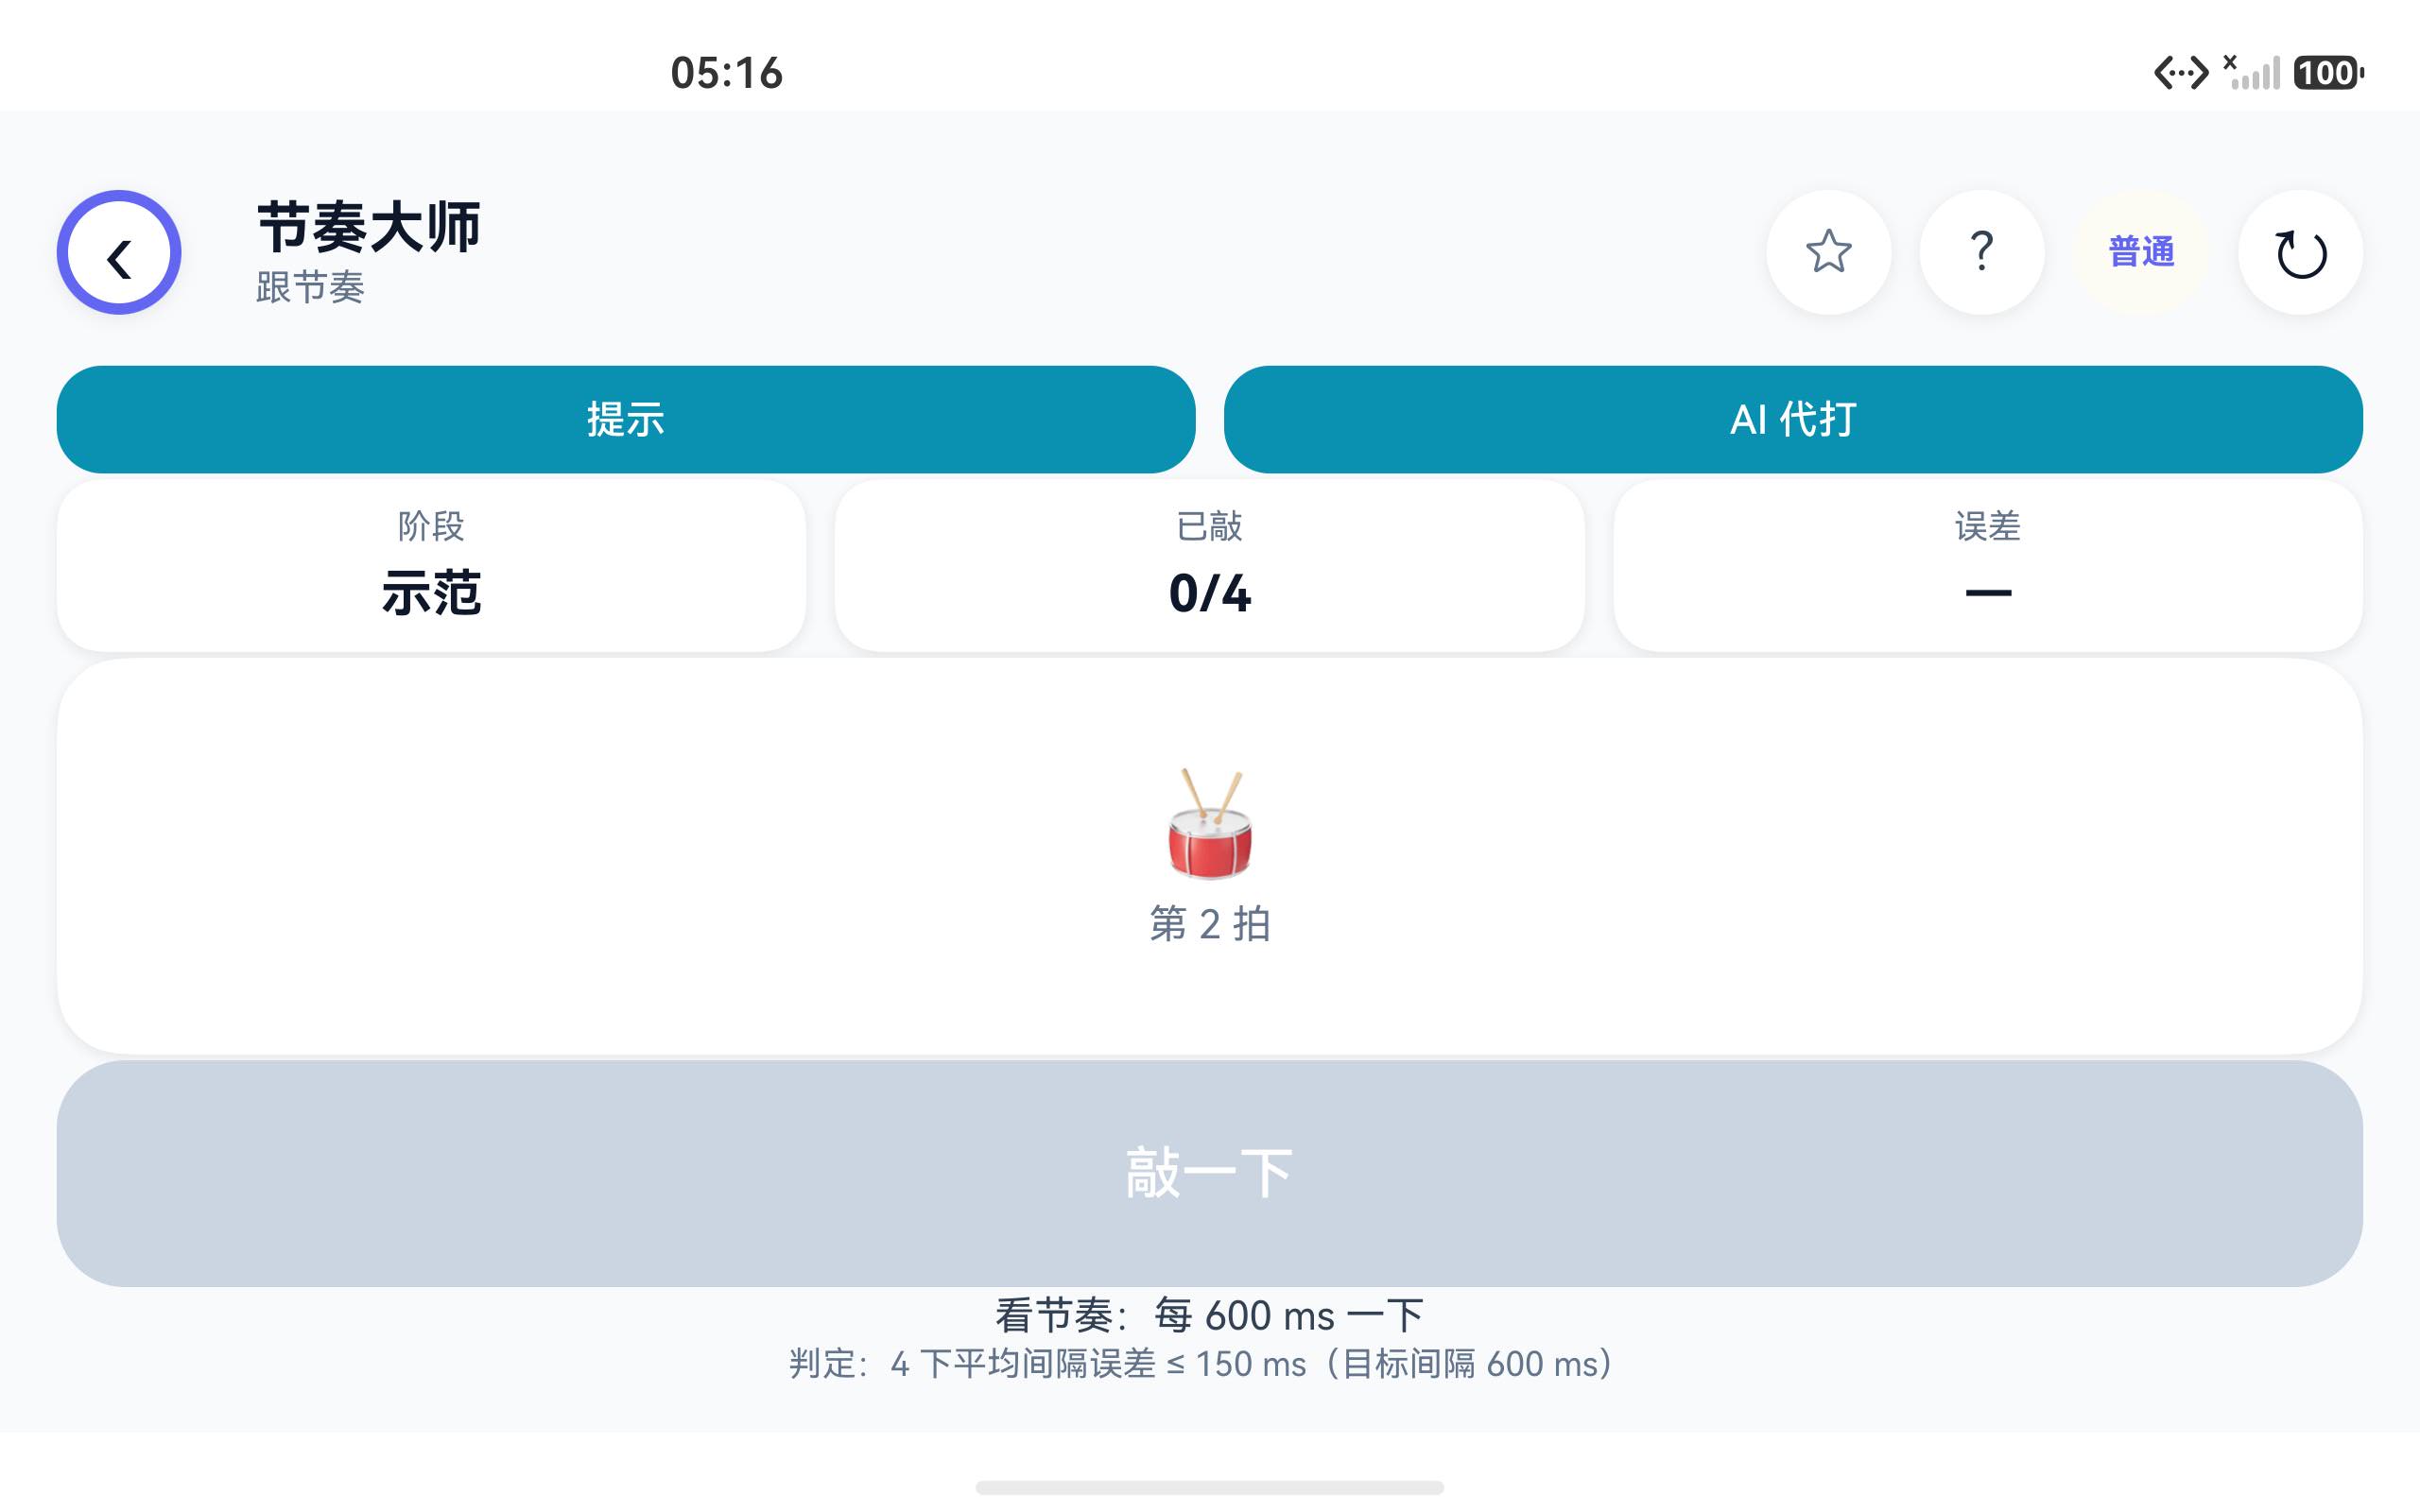 05:16
100
节奏大师
跟节奏
?
普通
提示
AI 代打
阶段
示范
已敲
0/4
误差
—
第 2 拍
敲一下
看节奏：每 600 ms 一下
判定：4 下平均间隔误差 ≤ 150 ms（目标间隔 600 ms）